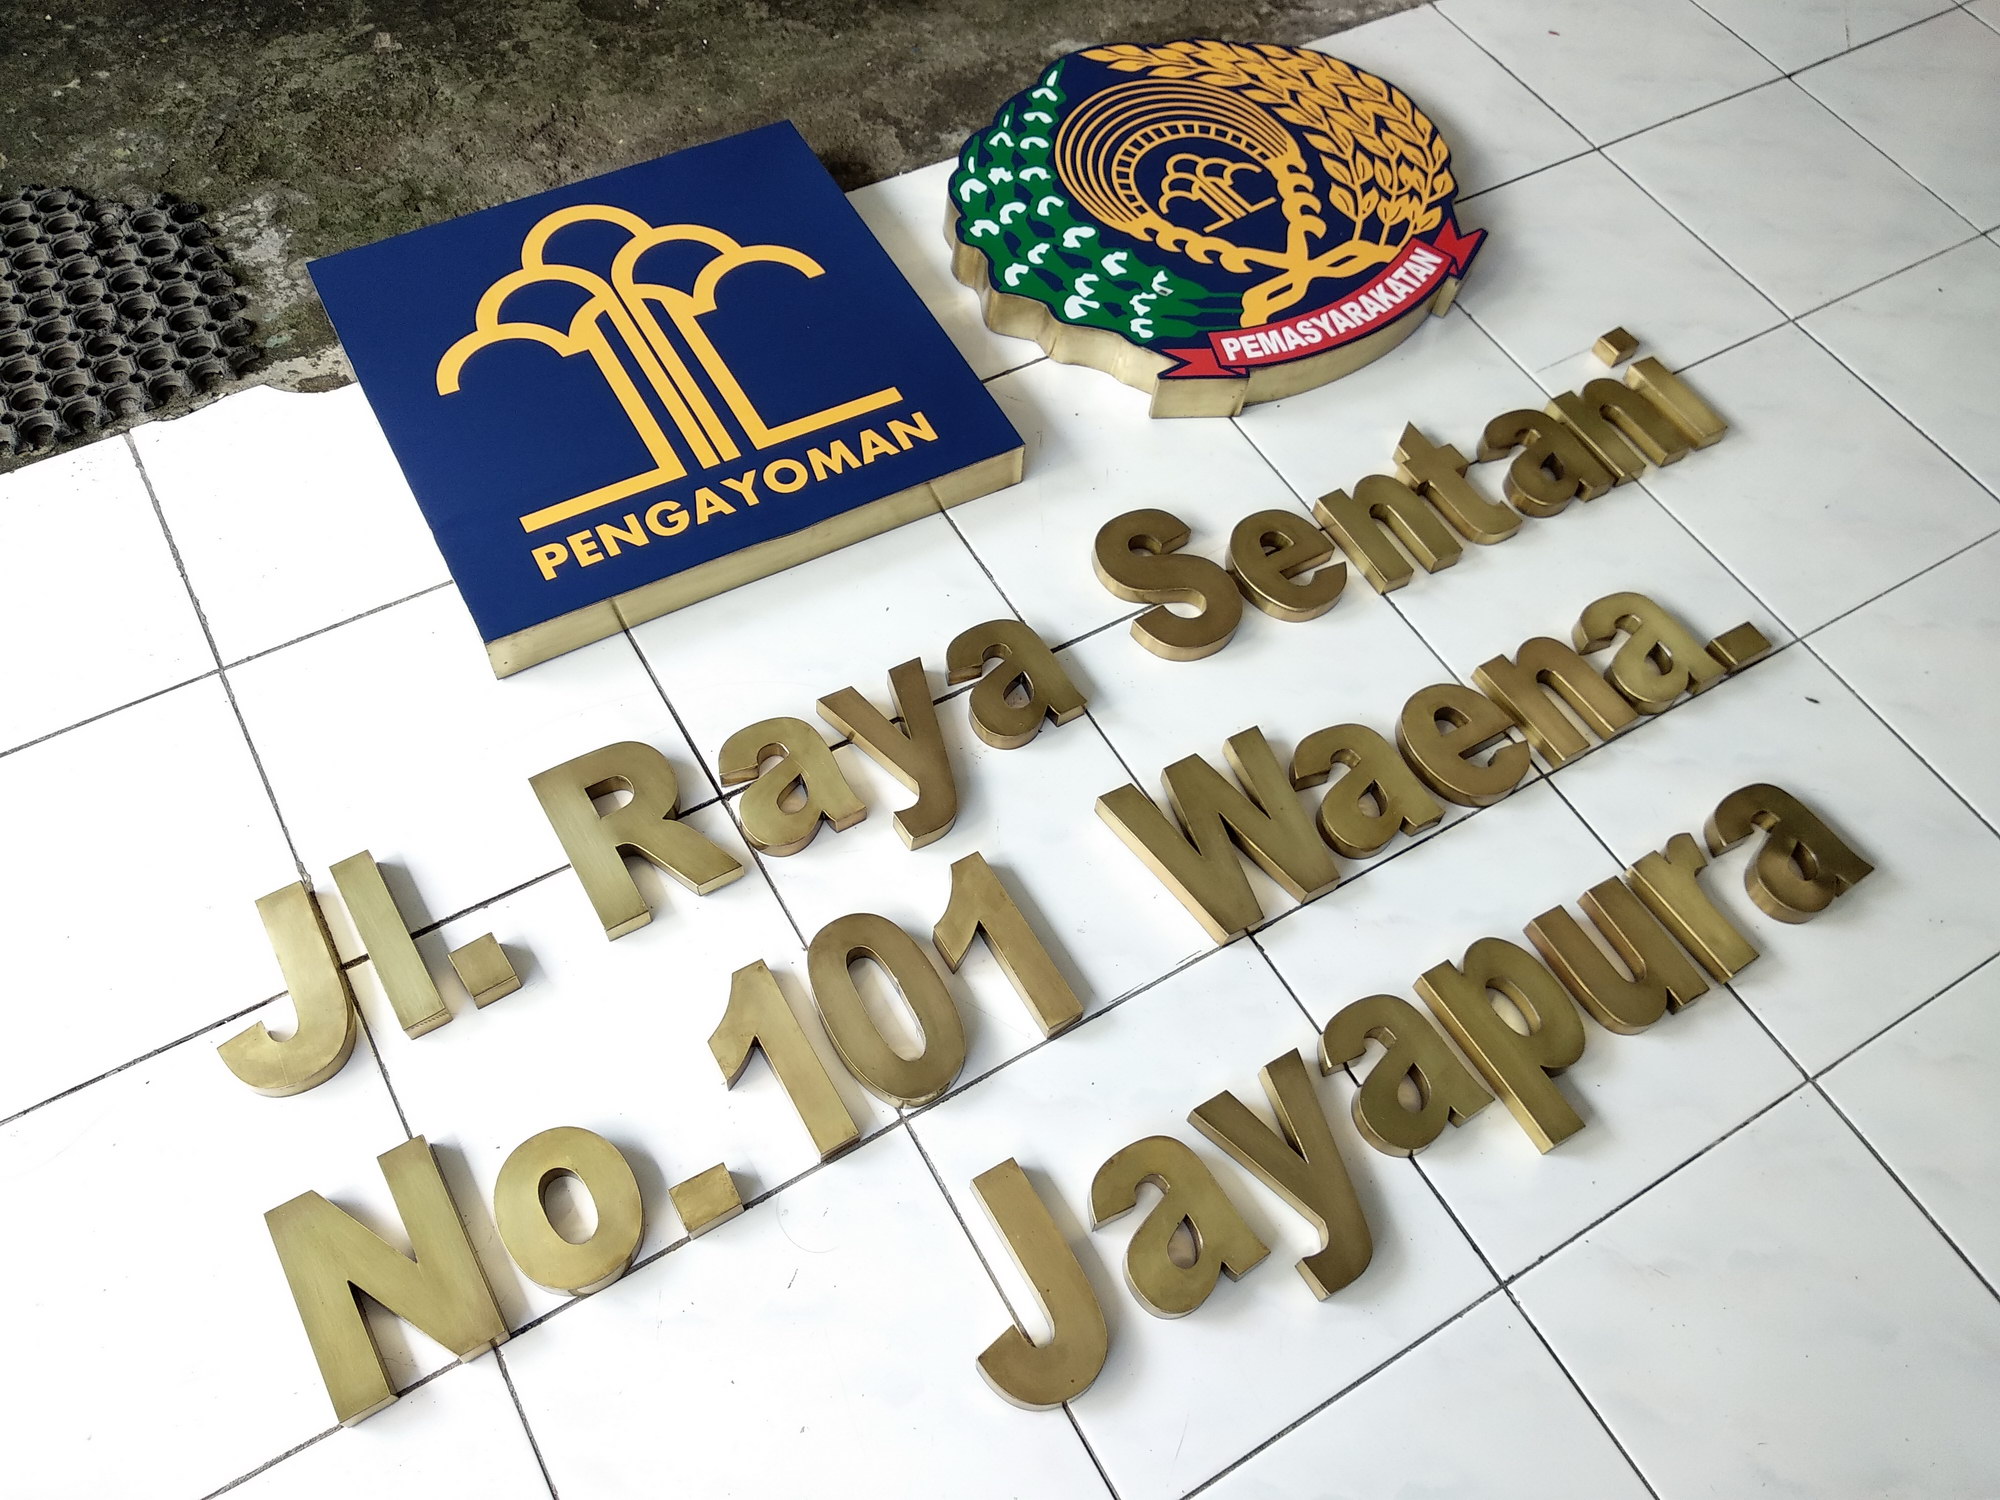 PENGAYOMAN
PEMASYARAKATAN
Jl. Raya Sentani
No. 101 Waena.
Jayapura